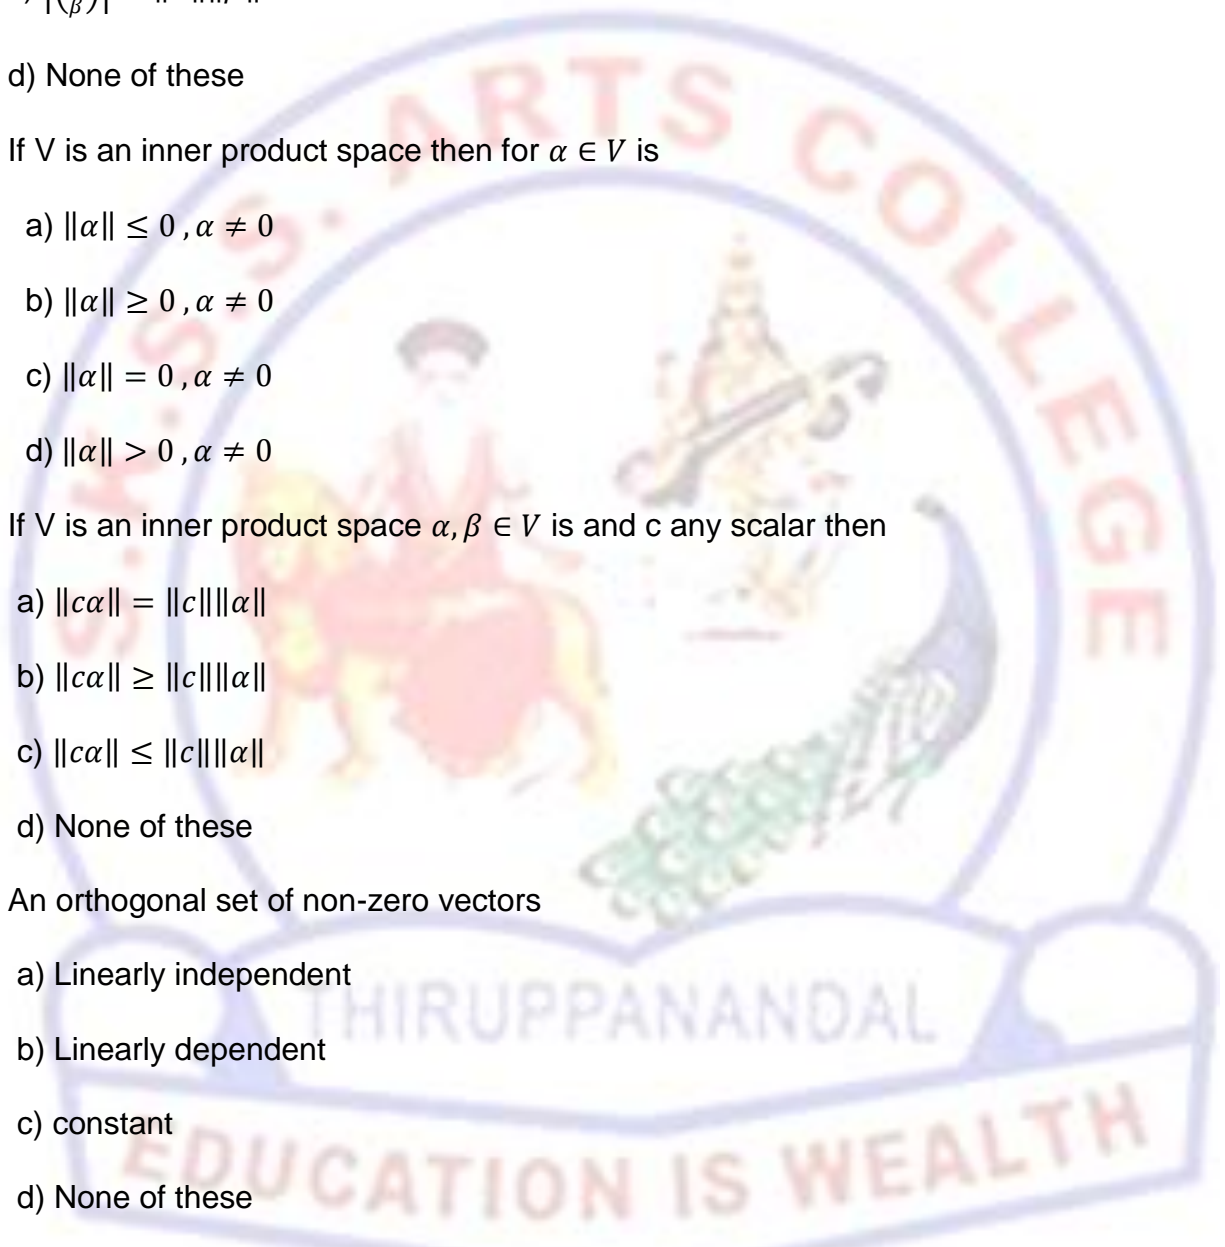 d) None of these
If V is an inner product space then for 𝛼 ∈ 𝑉 is
a) ‖𝛼‖ ≤ 0 , 𝛼 ≠ 0
b) ‖𝛼‖ ≥ 0 , 𝛼 ≠ 0
c) ‖𝛼‖ = 0 , 𝛼 ≠ 0
d) ‖𝛼‖ > 0 , 𝛼 ≠ 0
If V is an inner product space 𝛼, 𝛽 ∈ 𝑉 is and c any scalar then
a) ‖𝑐𝛼‖ = ‖𝑐‖‖𝛼‖
b) ‖𝑐𝛼‖ ≥ ‖𝑐‖‖𝛼‖
c) ‖𝑐𝛼‖ ≤ ‖𝑐‖‖𝛼‖
d) None of these
An orthogonal set of non-zero vectors
a) Linearly independent
b) Linearly dependent
c) constant
d) None of these
S.K.S.S. ARTS COLLEGE
THIRUPPANANDAL
EDUCATION IS WEALTH